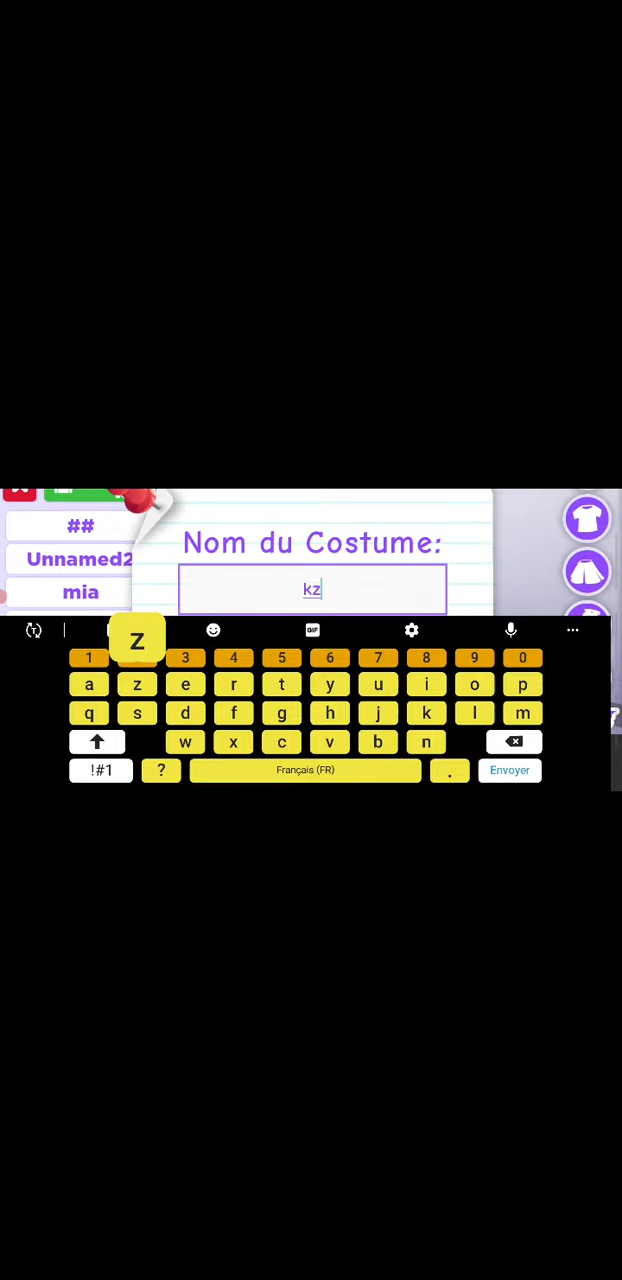 ##
Unnamed2
mia
Nom du Costume:
kz
z
GIF
1 3 4 5 6 7 8 9 0
a z e r t y u i o p
q s d f g h j k l m
w x c v b n
!#1 ? Français (FR) . Envoyer